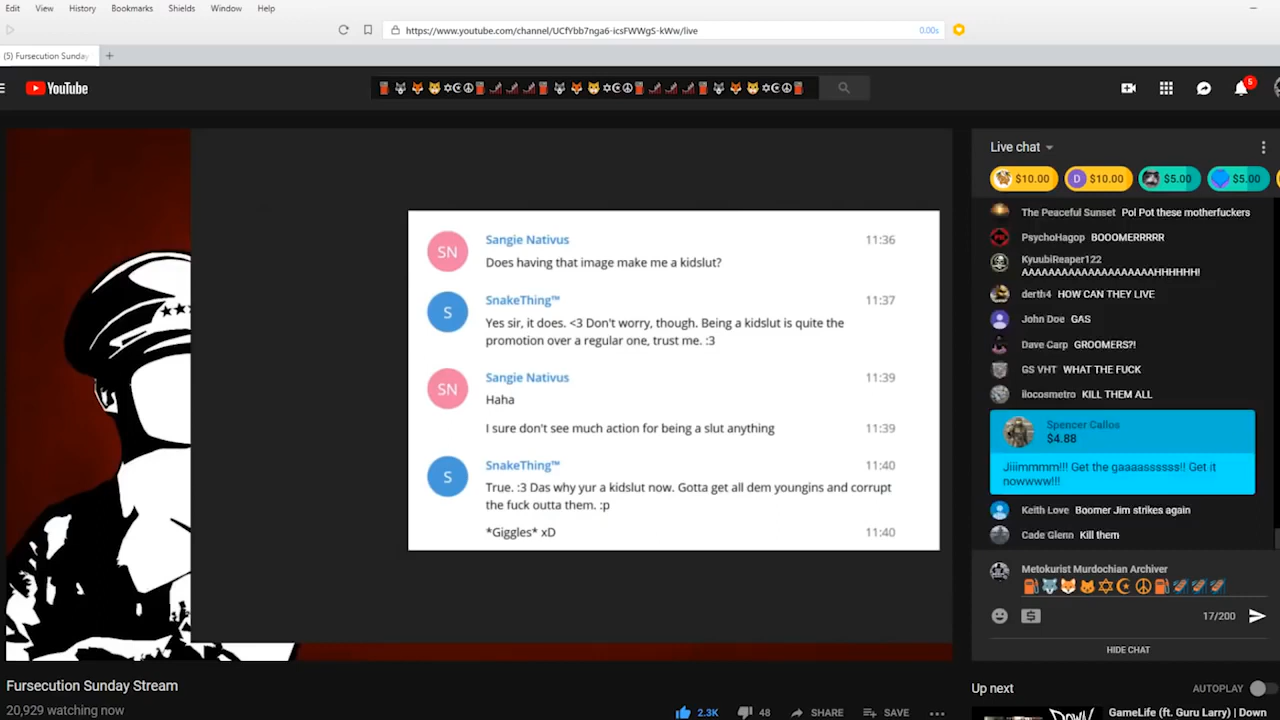 Edit View History Bookmarks Shields Window Help
https://www.youtube.com/channel/UCfYbb7nga6-icsFWWgS-kWw/live
0.00s
(5) Fursecution Sunday
YouTube
5
Sangie Nativus 11:36
Does having that image make me a kidslut?
SnakeThing™ 11:37
Yes sir, it does. <3 Don't worry, though. Being a kidslut is quite the
promotion over a regular one, trust me. :3
Sangie Nativus 11:39
Haha
I sure don't see much action for being a slut anything 11:39
SnakeThing™ 11:40
True. :3 Das why yur a kidslut now. Gotta get all dem youngins and corrupt
the fuck outta them. :p
*Giggles* xD 11:40
SN
S
SN
S
Live chat
$10.00 D $10.00 $5.00 $5.00
The Peaceful Sunset Pol Pot these motherfuckers
PsychoHagop BOOOMERRRRR
KyuubiReaper122
AAAAAAAAAAAAAAAAAAAHHHHHH!
derth4 HOW CAN THEY LIVE
John Doe GAS
Dave Carp GROOMERS?!
GS VHT WHAT THE FUCK
ilocosmetro KILL THEM ALL
Spencer Callos
$4.88
Jiiimmmm!!! Get the gaaaassssss!! Get it
nowwww!!!
Keith Love Boomer Jim strikes again
Cade Glenn Kill them
Metokurist Murdochian Archiver
17/200
HIDE CHAT
Fursecution Sunday Stream
20,929 watching now
2.3K 48 SHARE SAVE
Up next
AUTOPLAY
GameLife (ft. Guru Larry) | Down
DOWN